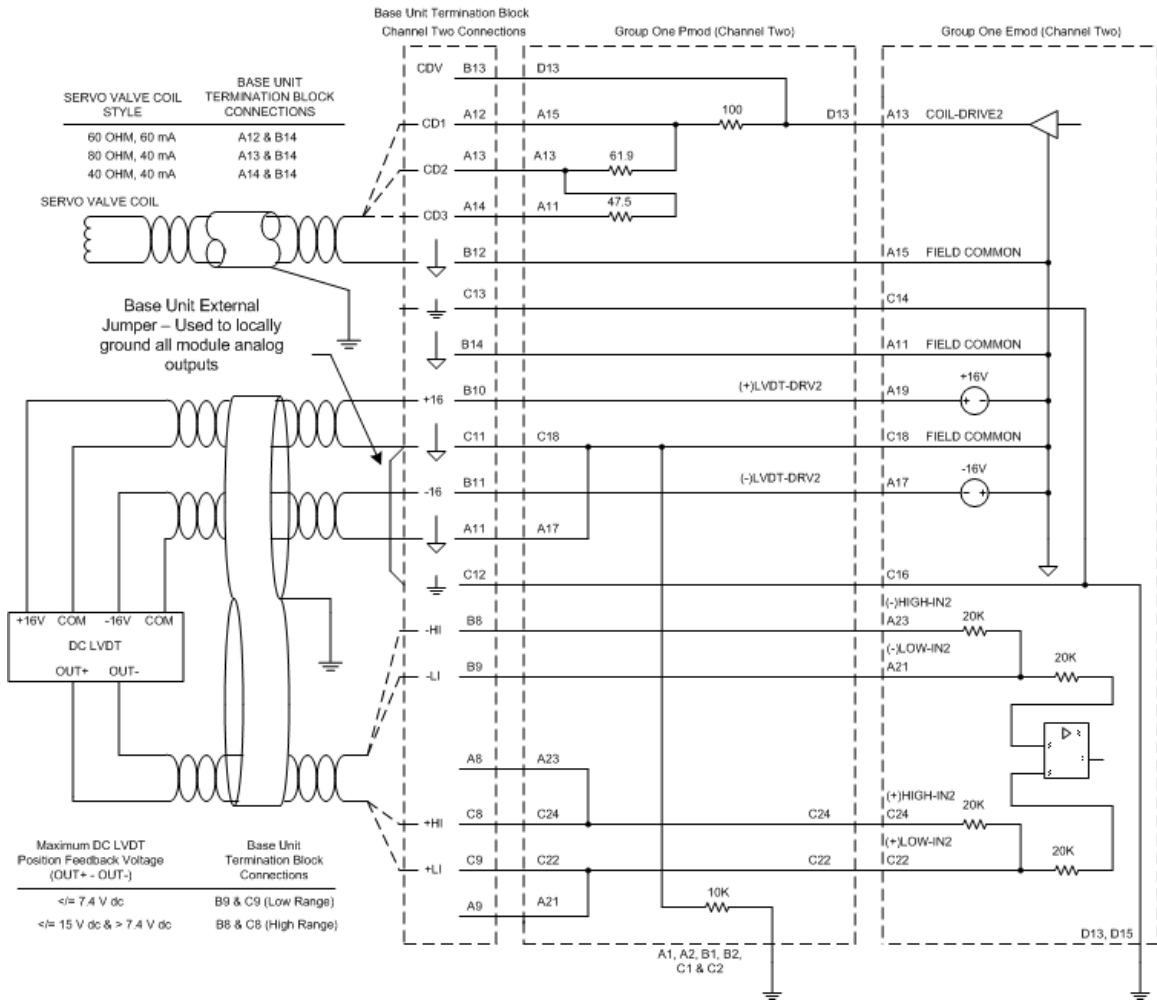 Base Unit Termination Block
Channel Two Connections
Group One Pmod (Channel Two)
Group One Emod (Channel Two)
SERVO VALVE COIL STYLE
BASE UNIT TERMINATION BLOCK CONNECTIONS
60 OHM, 60 mA A12 & B14
80 OHM, 40 mA A13 & B14
40 OHM, 40 mA A14 & B14
SERVO VALVE COIL
CDV B13 D13
CD1 A12 A15 100 D13 A13 COIL-DRIVE2
CD2 A13 A13 61.9
CD3 A14 A11 47.5
B12 A15 FIELD COMMON
C13 C14
Base Unit External
Jumper – Used to locally
ground all module analog
outputs
B14 A11 FIELD COMMON
+16 B10 (+)LVDT-DRV2 A19 +16V
C11 C18 C18 FIELD COMMON
-16 B11 (-)LVDT-DRV2 A17 -16V
A11 A17
C12 C16
+16V COM -16V COM
DC LVDT
OUT+ OUT-
(-)HIGH-IN2
-HI B8 A23 20K
(-)LOW-IN2
-LI B9 A21 20K
A8 A23
(+)HIGH-IN2
+HI C8 C24 C24 C24 20K
(+)LOW-IN2
+LI C9 C22 C22 C22 20K
A9 A21
10K
Maximum DC LVDT
Position Feedback Voltage
(OUT+ - OUT-)
Base Unit
Termination Block
Connections
</= 7.4 V dc B9 & C9 (Low Range)
</= 15 V dc & > 7.4 V dc B8 & C8 (High Range)
A1, A2, B1, B2,
C1 & C2
D13, D15